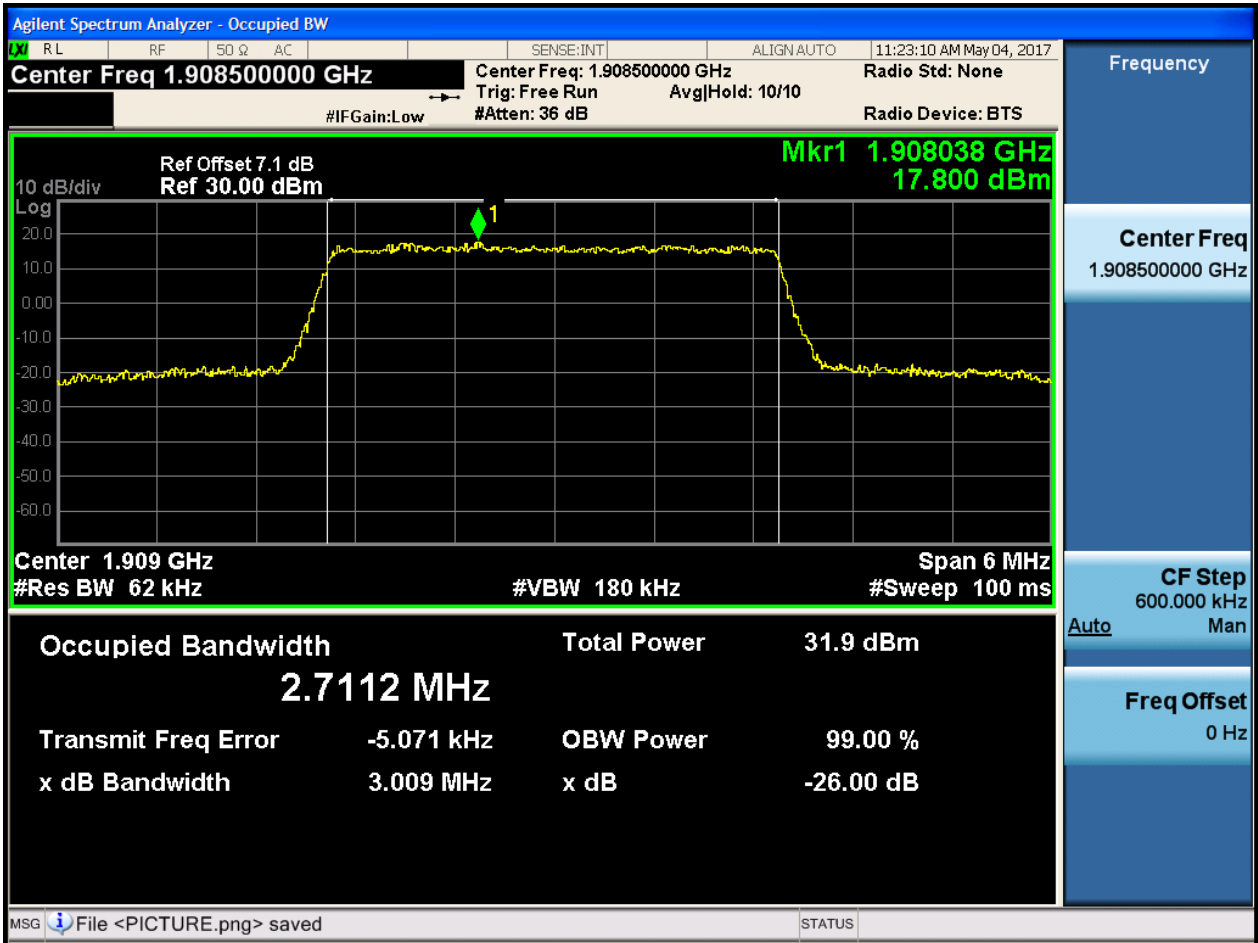 Agilent Spectrum Analyzer - Occupied BW
LXI RL RF 50 Ω AC SENSE:INT ALIGN AUTO 11:23:10 AM May 04, 2017
Center Freq 1.908500000 GHz
Center Freq: 1.908500000 GHz
Radio Std: None
Trig: Free Run Avg|Hold: 10/10
#IFGain:Low
#Atten: 36 dB
Radio Device: BTS
Mkr1 1.908038 GHz
17.800 dBm
Ref Offset 7.1 dB
10 dB/div Ref 30.00 dBm
Log
1
20.0
10.0
0.00
-10.0
-20.0
-30.0
-40.0
-50.0
-60.0
Center 1.909 GHz Span 6 MHz
#Res BW 62 kHz #VBW 180 kHz #Sweep 100 ms
Occupied Bandwidth Total Power 31.9 dBm
2.7112 MHz
Transmit Freq Error -5.071 kHz OBW Power 99.00 %
x dB Bandwidth 3.009 MHz x dB -26.00 dB
Frequency
Center Freq
1.908500000 GHz
CF Step
600.000 kHz
Auto Man
Freq Offset
0 Hz
MSG File <PICTURE.png> saved STATUS